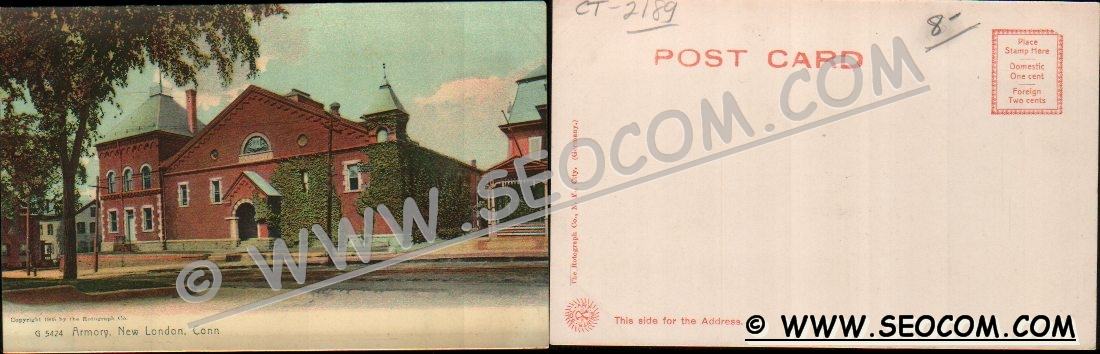 Copyright 1905 by the Rotograph Co.
G 5424 Armory, New London, Conn
© WWW.SEOCOM.COM
CT-2189
8-
POST CARD
Place
Stamp Here
Domestic
One cent
Foreign
Two cents
The Rotograph Co., N. Y. City. (Germany.)
This side for the Address.
© WWW.SEOCOM.COM